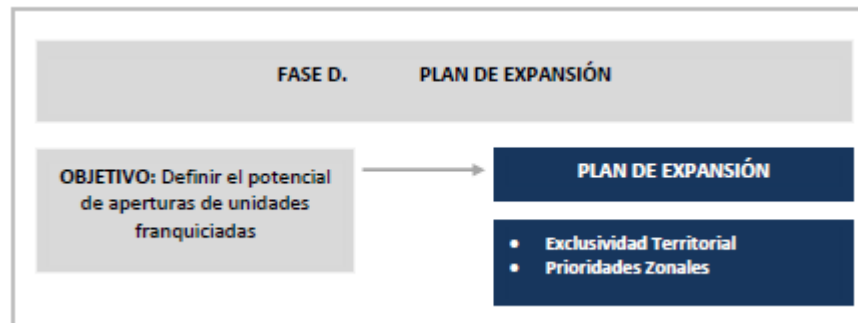 FASE D. PLAN DE EXPANSIÓN
OBJETIVO: Definir el potencial
de aperturas de unidades
franquiciadas
PLAN DE EXPANSIÓN
• Exclusividad Territorial
• Prioridades Zonales